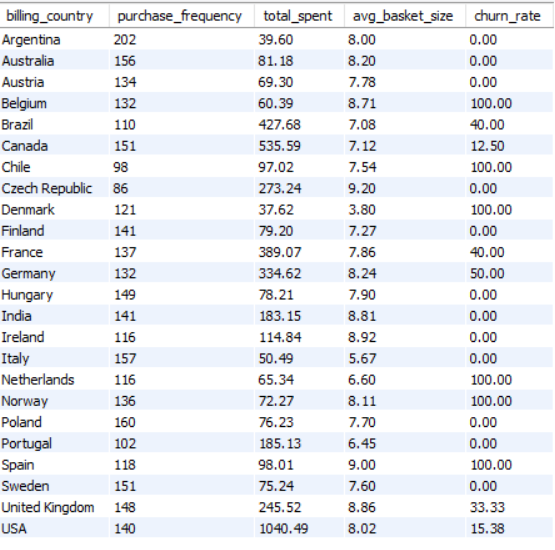 billing_country purchase_frequency total_spent avg_basket_size churn_rate
Argentina 202 39.60 8.00 0.00
Australia 156 81.18 8.20 0.00
Austria 134 69.30 7.78 0.00
Belgium 132 60.39 8.71 100.00
Brazil 110 427.68 7.08 40.00
Canada 151 535.59 7.12 12.50
Chile 98 97.02 7.54 100.00
Czech Republic 86 273.24 9.20 0.00
Denmark 121 37.62 3.80 100.00
Finland 141 79.20 7.27 0.00
France 137 389.07 7.86 40.00
Germany 132 334.62 8.24 50.00
Hungary 149 78.21 7.90 0.00
India 141 183.15 8.81 0.00
Ireland 116 114.84 8.92 0.00
Italy 157 50.49 5.67 0.00
Netherlands 116 65.34 6.60 100.00
Norway 136 72.27 8.11 100.00
Poland 160 76.23 7.70 0.00
Portugal 102 185.13 6.45 0.00
Spain 118 98.01 9.00 100.00
Sweden 151 75.24 7.60 0.00
United Kingdom 148 245.52 8.86 33.33
USA 140 1040.49 8.02 15.38